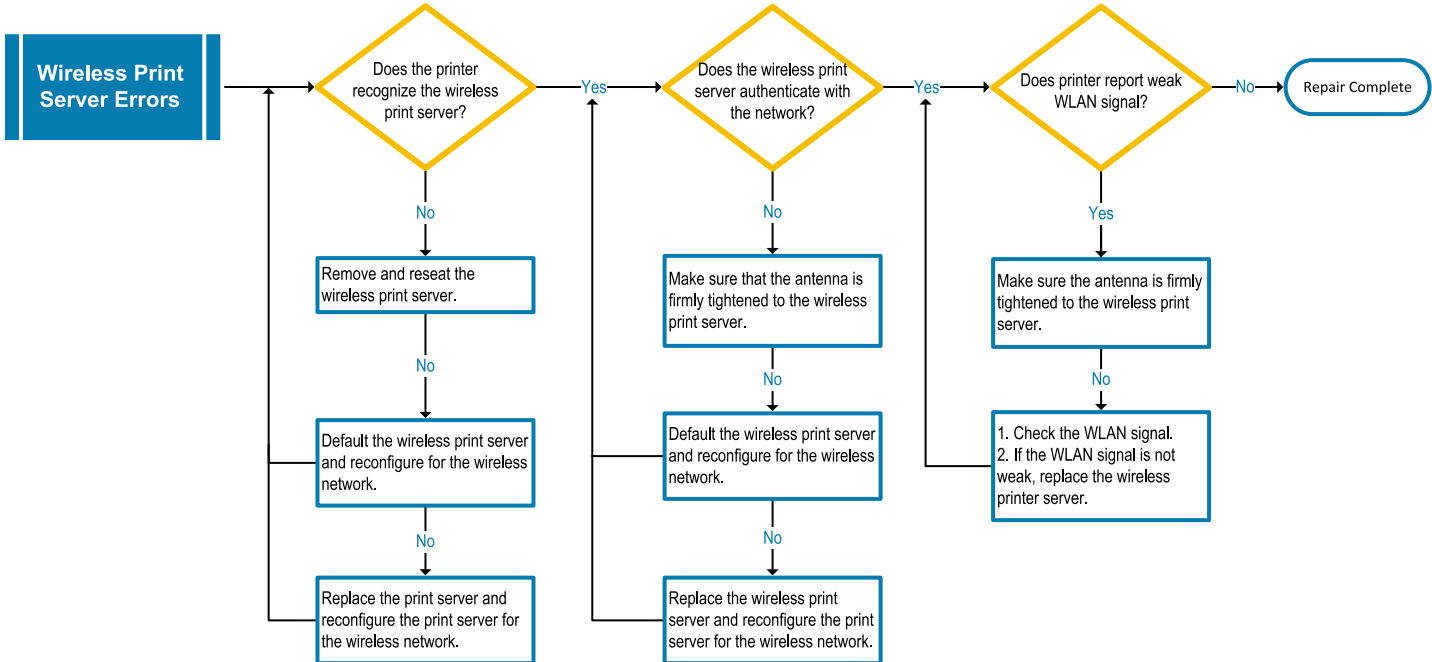 Wireless Print
Server Errors
Does the printer
recognize the wireless
print server?
Yes
Does the wireless print
server authenticate with
the network?
Yes
Does printer report weak
WLAN signal?
No
Repair Complete
No
Remove and reseat the
wireless print server.
No
Default the wireless print server
and reconfigure for the wireless
network.
No
Replace the print server and
reconfigure the print server for
the wireless network.
No
Make sure that the antenna is
firmly tightened to the wireless
print server.
No
Default the wireless print server
and reconfigure for the wireless
network.
No
Replace the wireless print
server and reconfigure the print
server for the wireless network.
Yes
Make sure the antenna is firmly
tightened to the wireless print
server.
No
1. Check the WLAN signal.
2. If the WLAN signal is not
weak, replace the wireless
printer server.